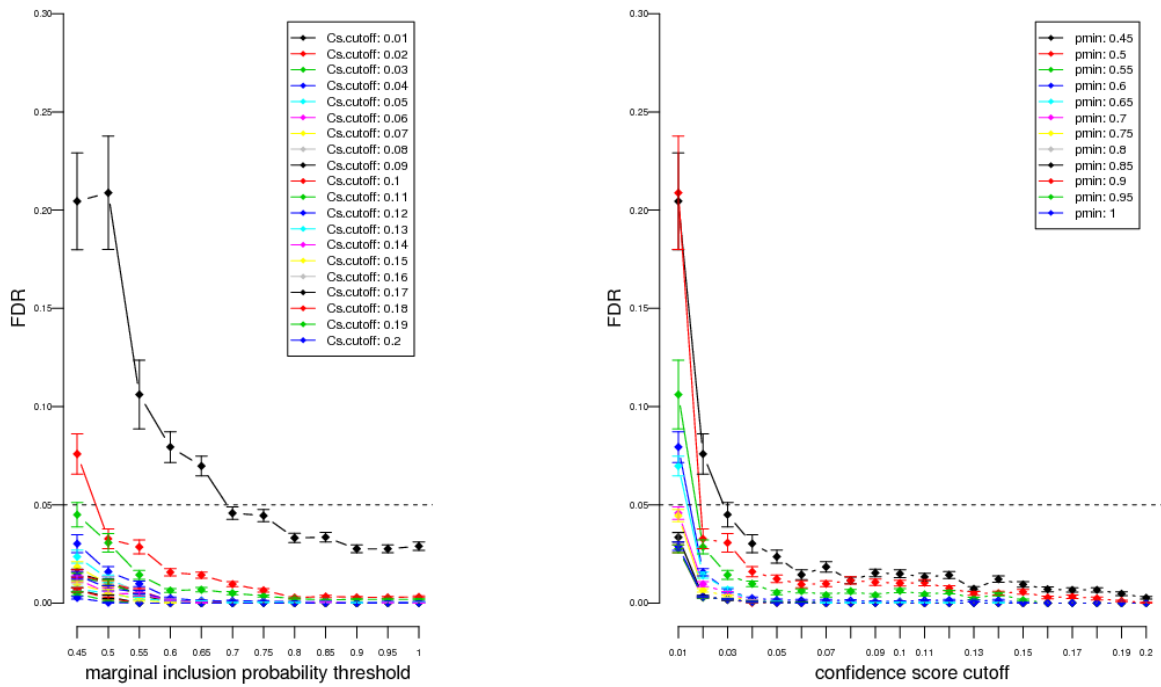 0.30
0.25
0.20
0.15
0.10
0.05
0.00
FDR
Cs.cutoff: 0.01
Cs.cutoff: 0.02
Cs.cutoff: 0.03
Cs.cutoff: 0.04
Cs.cutoff: 0.05
Cs.cutoff: 0.06
Cs.cutoff: 0.07
Cs.cutoff: 0.08
Cs.cutoff: 0.09
Cs.cutoff: 0.1
Cs.cutoff: 0.11
Cs.cutoff: 0.12
Cs.cutoff: 0.13
Cs.cutoff: 0.14
Cs.cutoff: 0.15
Cs.cutoff: 0.16
Cs.cutoff: 0.17
Cs.cutoff: 0.18
Cs.cutoff: 0.19
Cs.cutoff: 0.2
0.45 0.5 0.55 0.6 0.65 0.7 0.75 0.8 0.85 0.9 0.95 1
marginal inclusion probability threshold
0.30
0.25
0.20
0.15
0.10
0.05
0.00
FDR
pmin: 0.45
pmin: 0.5
pmin: 0.55
pmin: 0.6
pmin: 0.65
pmin: 0.7
pmin: 0.75
pmin: 0.8
pmin: 0.85
pmin: 0.9
pmin: 0.95
pmin: 1
0.01 0.03 0.05 0.07 0.09 0.1 0.11 0.13 0.15 0.17 0.19 0.2
confidence score cutoff